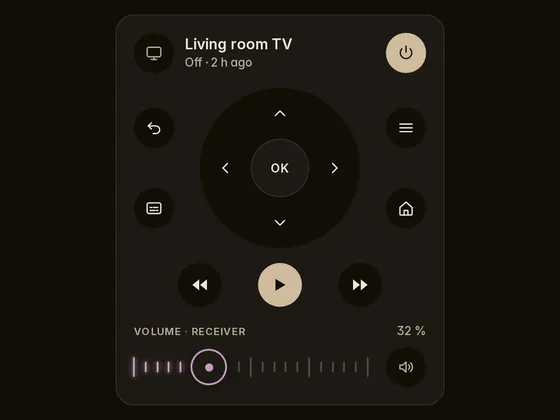 Living room TV
Off · 2 h ago
OK
VOLUME · RECEIVER
32 %